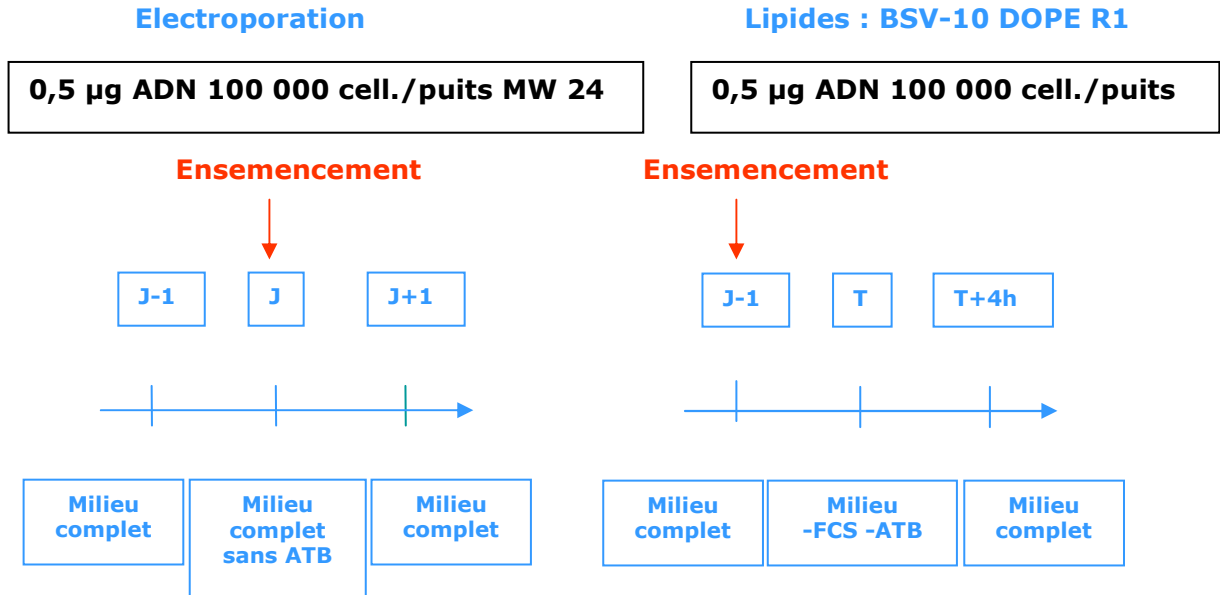 Electroporation
0,5 µg ADN 100 000 cell./puits MW 24
Ensemencement
J-1
J
J+1
Milieu
complet
Milieu
complet
sans ATB
Milieu
complet
Lipides : BSV-10 DOPE R1
0,5 µg ADN 100 000 cell./puits
Ensemencement
J-1
T
T+4h
Milieu
complet
Milieu
-FCS -ATB
Milieu
complet